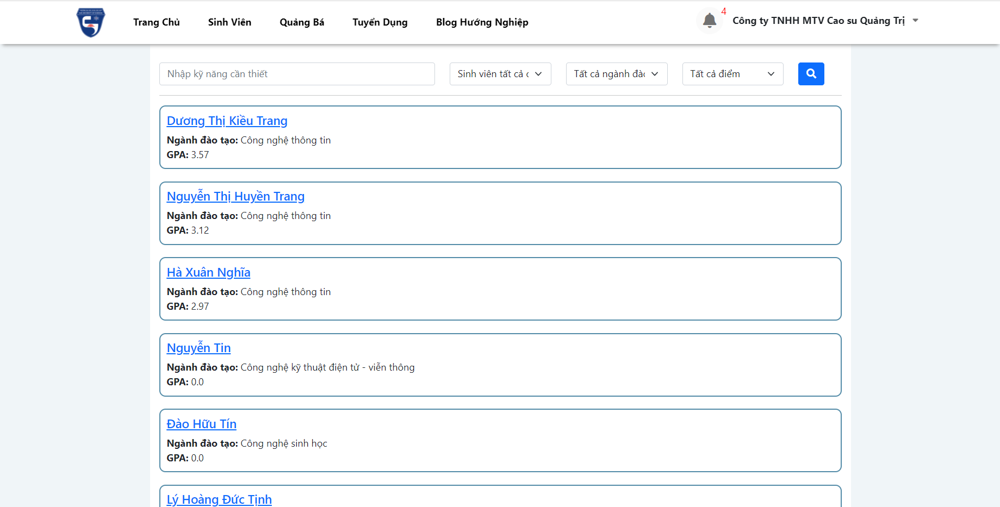 Trang Chủ Sinh Viên Quảng Bá Tuyển Dụng Blog Hướng Nghiệp 4 Công ty TNHH MTV Cao su Quảng Trị
Nhập kỹ năng cần thiết Sinh viên tất cả Tất cả ngành Tất cả điểm
Dương Thị Kiều Trang
Ngành đào tạo: Công nghệ thông tin
GPA: 3.57
Nguyễn Thị Huyền Trang
Ngành đào tạo: Công nghệ thông tin
GPA: 3.12
Hà Xuân Nghĩa
Ngành đào tạo: Công nghệ thông tin
GPA: 2.97
Nguyễn Tin
Ngành đào tạo: Công nghệ kỹ thuật điện tử - viễn thông
GPA: 0.0
Đào Hữu Tín
Ngành đào tạo: Công nghệ sinh học
GPA: 0.0
Lý Hoàng Đức Tịnh